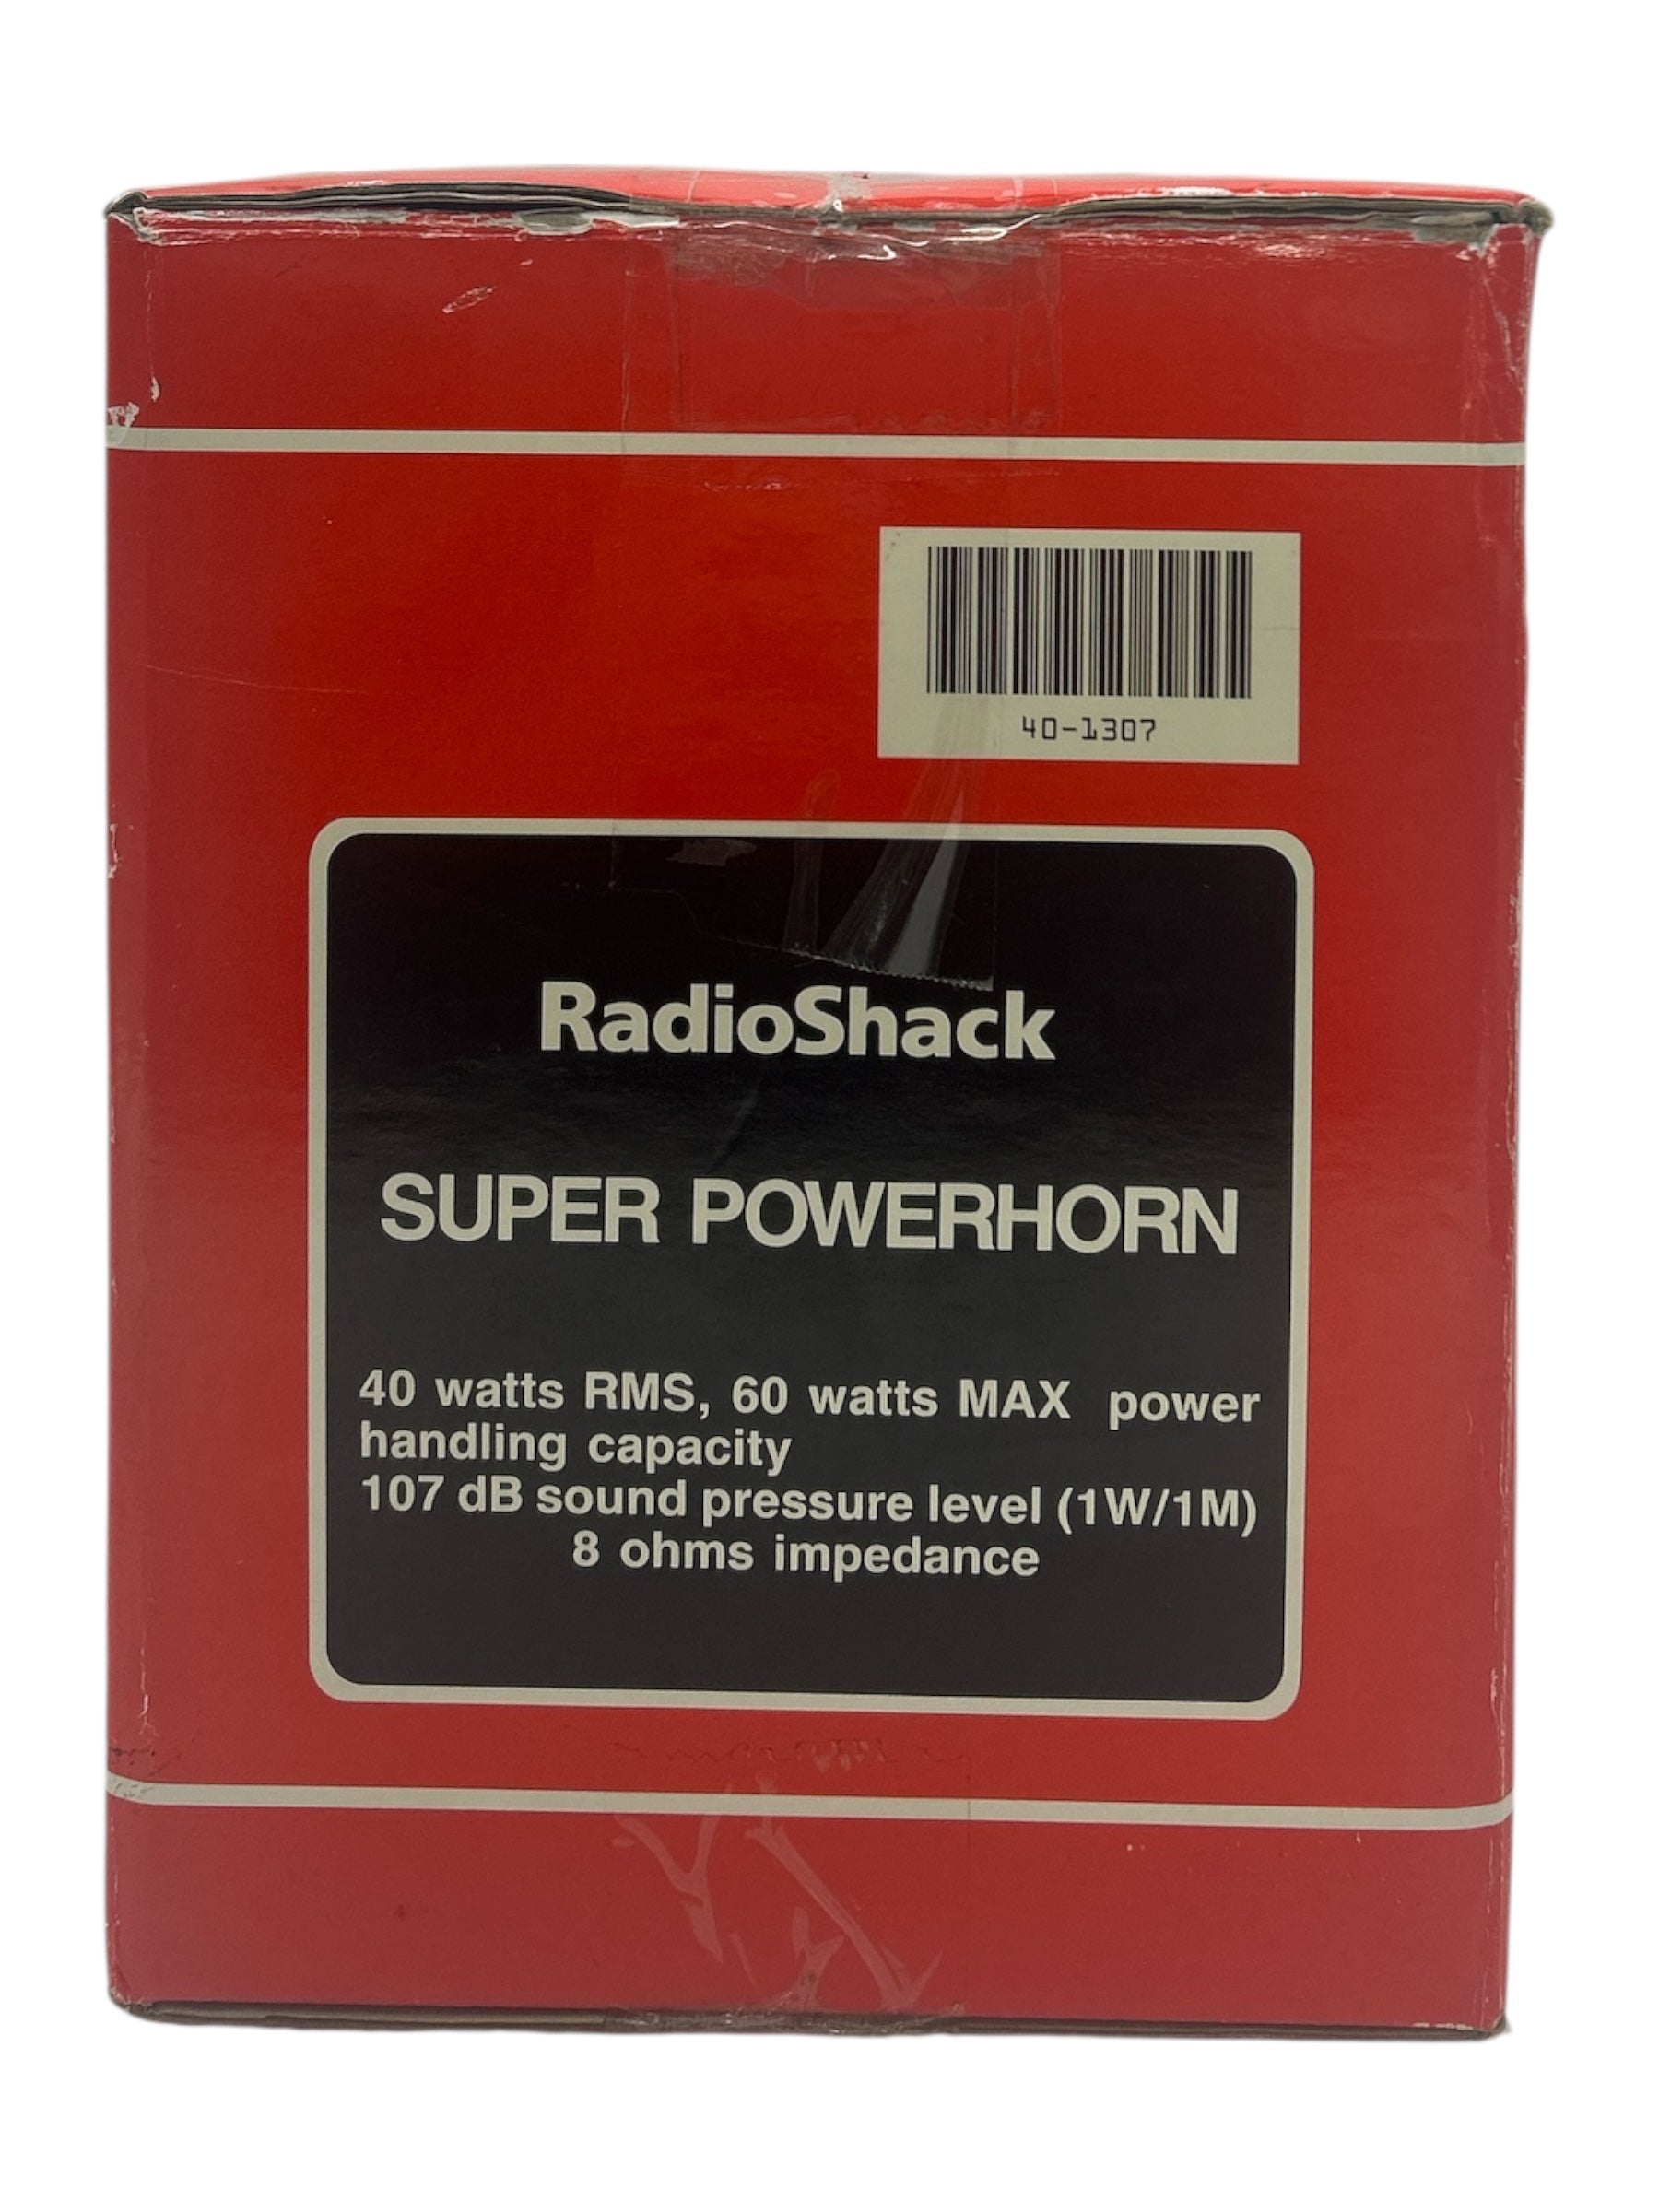 40-1307
RadioShack
SUPER POWERHORN
40 watts RMS, 60 watts MAX power
handling capacity
107 dB sound pressure level (1W/1M)
8 ohms impedance